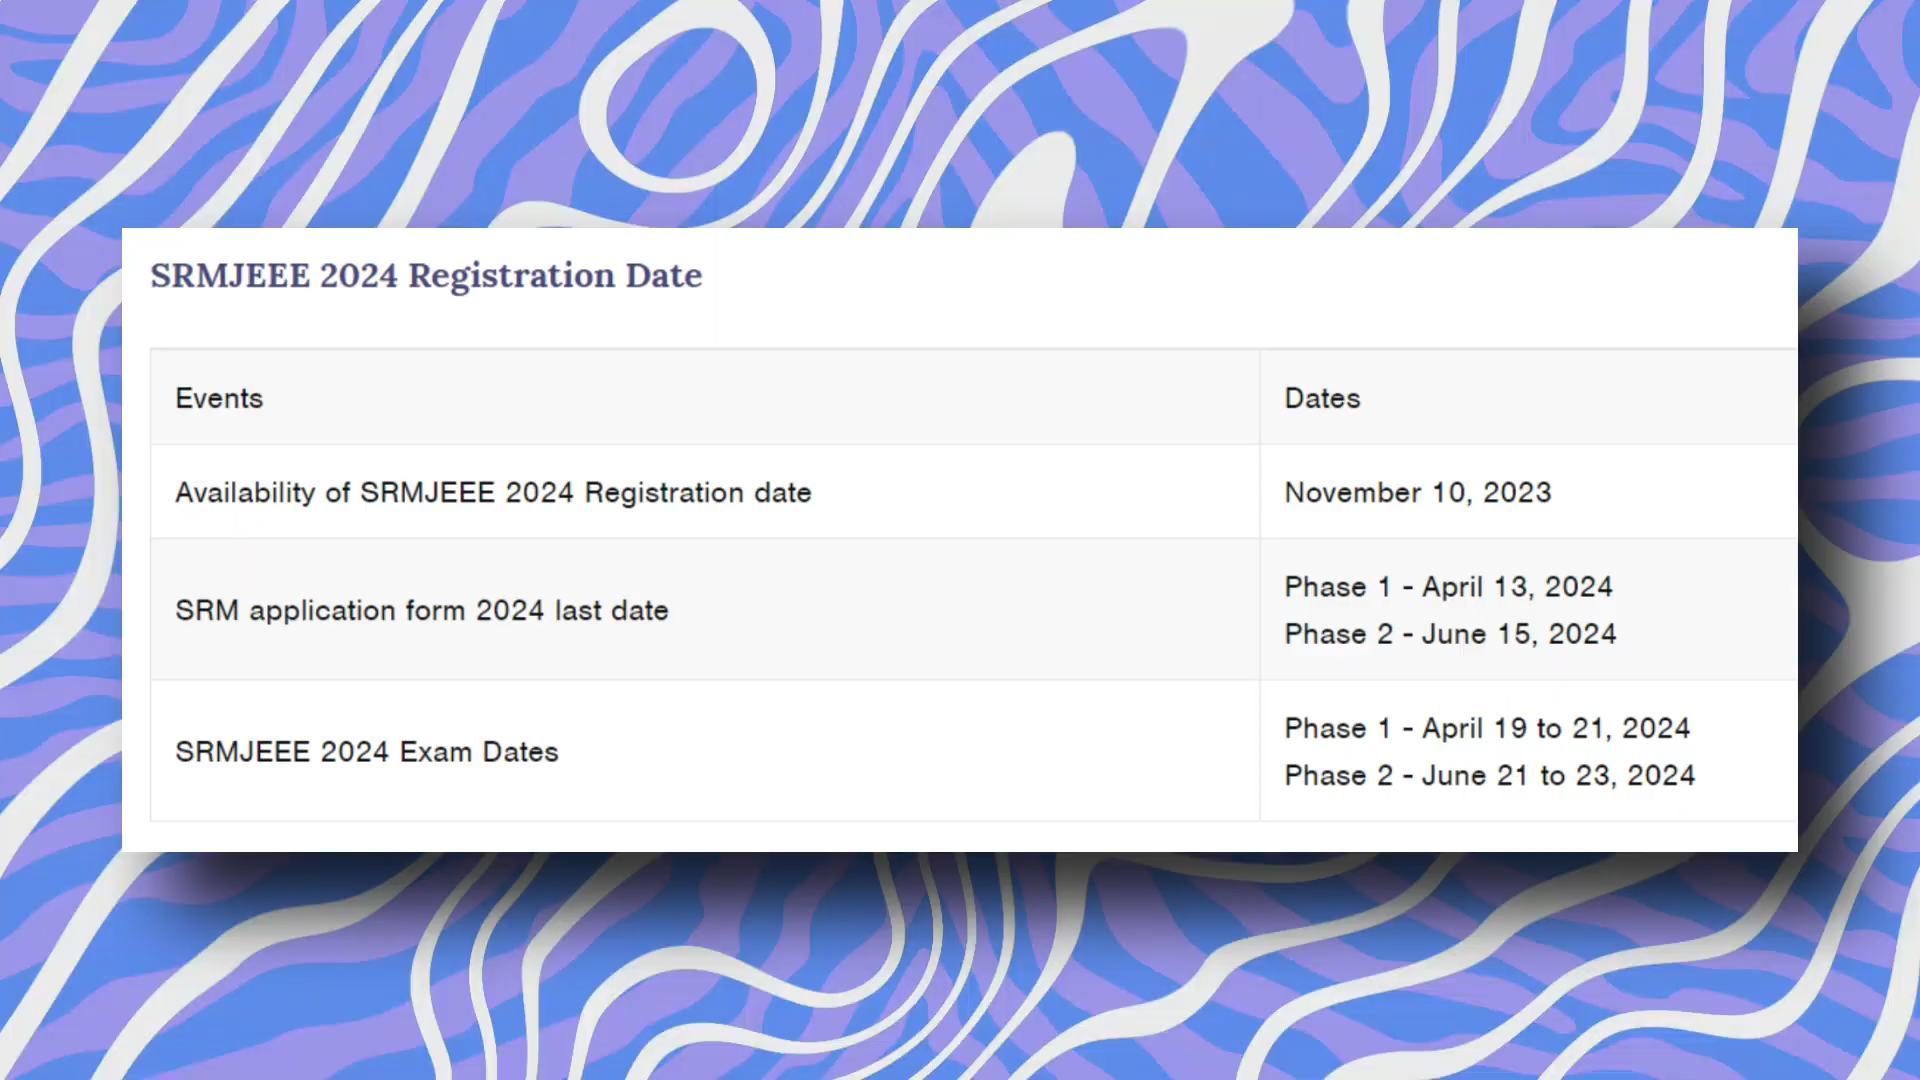 SRMJEEE 2024 Registration Date
Events
Dates
Availability of SRMJEEE 2024 Registration date
November 10, 2023
SRM application form 2024 last date
Phase 1 - April 13, 2024
Phase 2 - June 15, 2024
SRMJEEE 2024 Exam Dates
Phase 1 - April 19 to 21, 2024
Phase 2 - June 21 to 23, 2024